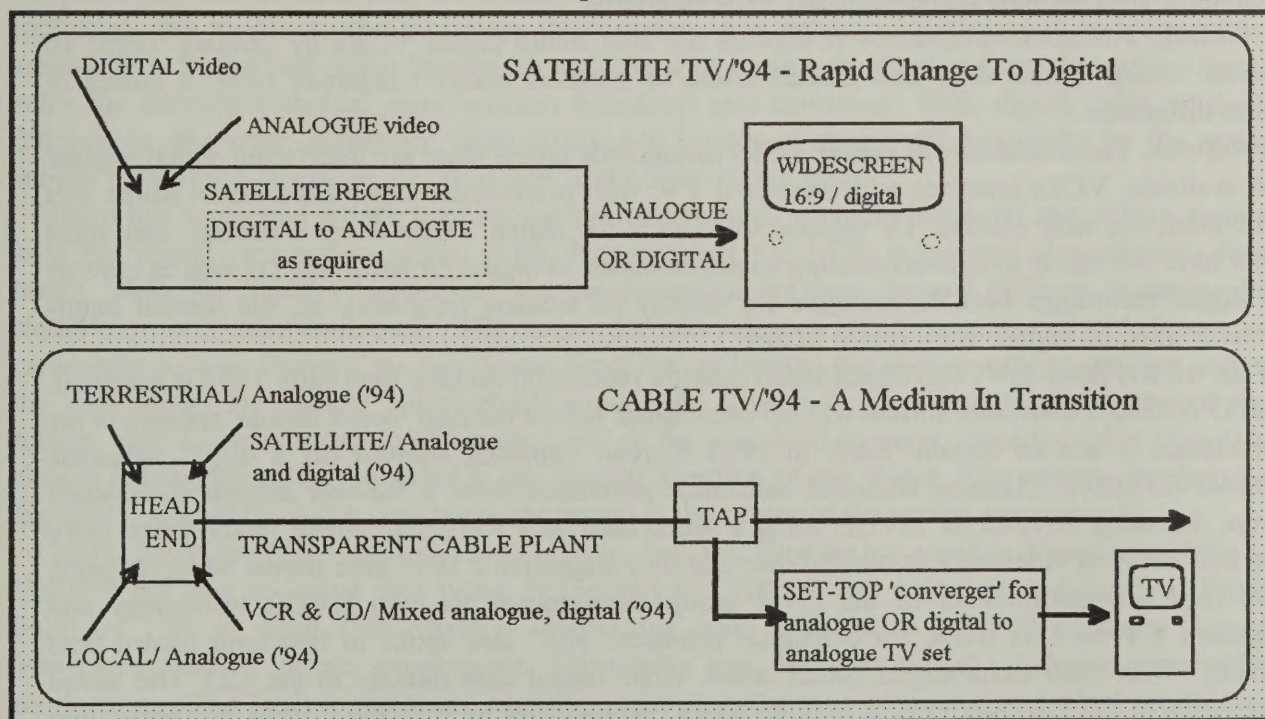 SATELLITE TV/'94 - Rapid Change To Digital
DIGITAL video
ANALOGUE video
SATELLITE RECEIVER
DIGITAL to ANALOGUE
as required
ANALOGUE
OR DIGITAL
WIDESCREEN
16:9 / digital
CABLE TV/'94 - A Medium In Transition
TERRESTRIAL/ Analogue ('94)
SATELLITE/ Analogue
and digital ('94)
HEAD
END
TRANSPARENT CABLE PLANT
TAP
VCR & CD/ Mixed analogue, digital ('94)
LOCAL/ Analogue ('94)
SET-TOP 'converger' for
analogue OR digital to
analogue TV set
TV